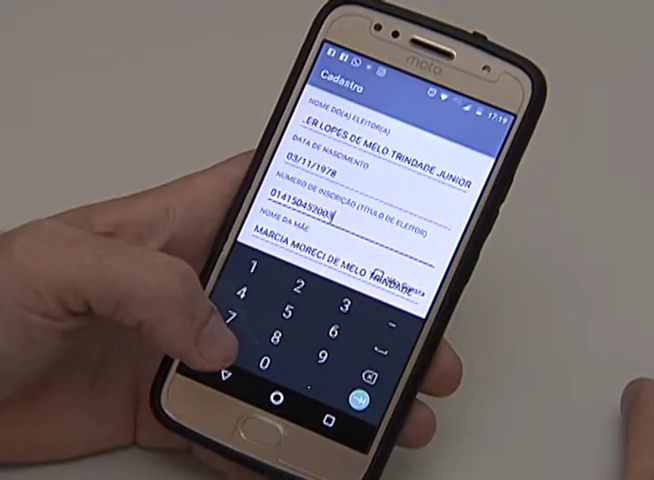 moto
17:19
Cadastro
NOME DO(A) ELEITOR(A)
.ER LOPES DE MELO TRINDADE JUNIOR
DATA DE NASCIMENTO
03/11/1978
NÚMERO DE INSCRIÇÃO (TÍTULO DE ELEITOR)
014150452003
NOME DA MÃE
MARCIA MORECI DE MELO TRINDADE
1 2 3 -
4 5 6
7 8 9
0 .